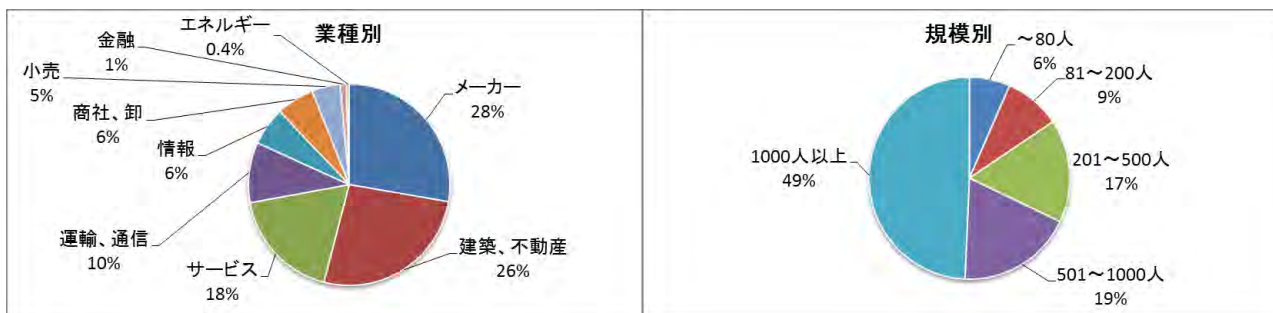 業種別
エネルギー
0.4%
金融
1%
小売
5%
商社、卸
6%
情報
6%
運輸、通信
10%
サービス
18%
建築、不動産
26%
メーカー
28%
規模別
～80人
6%
81～200人
9%
201～500人
17%
501～1000人
19%
1000人以上
49%